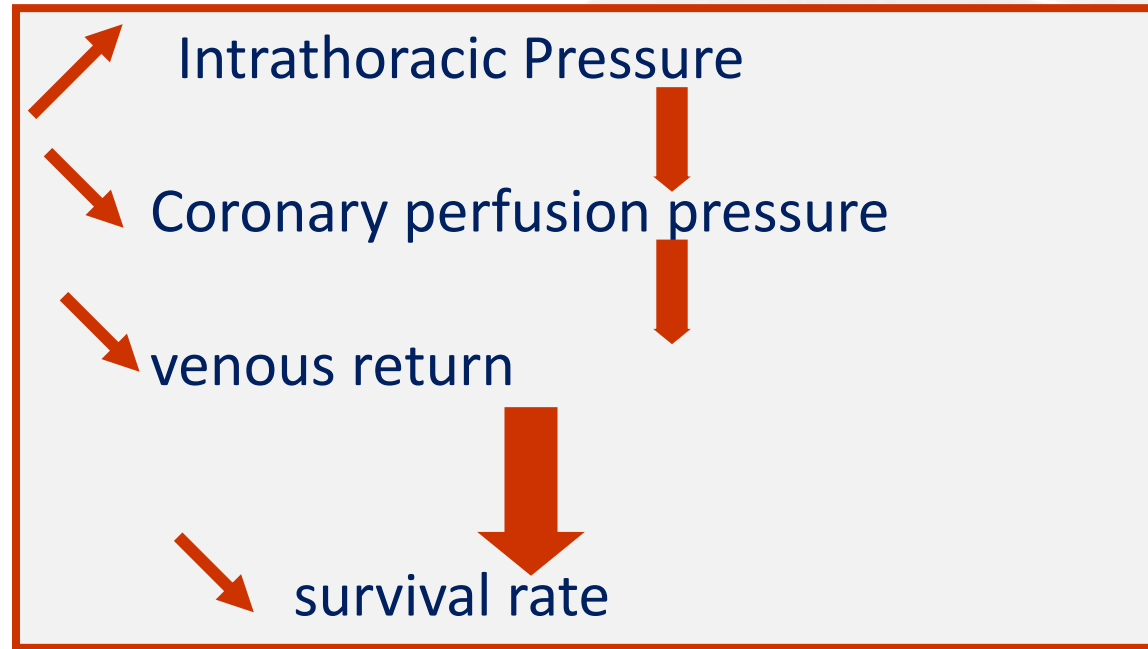 Intrathoracic Pressure
Coronary perfusion pressure
venous return
survival rate